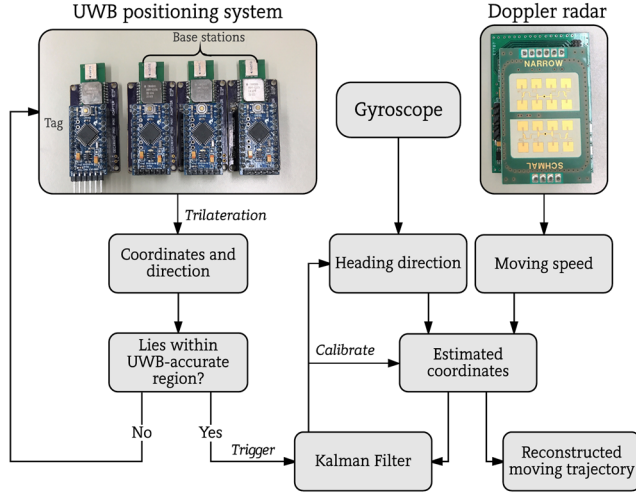 UWB positioning system
Doppler radar
Base stations
Tag
NARROW
SCHMAL
Gyroscope
Trilateration
Coordinates and
direction
Heading direction
Moving speed
Lies within
UWB-accurate
region?
Calibrate
Estimated
coordinates
No
Yes
Trigger
Kalman Filter
Reconstructed
moving trajectory